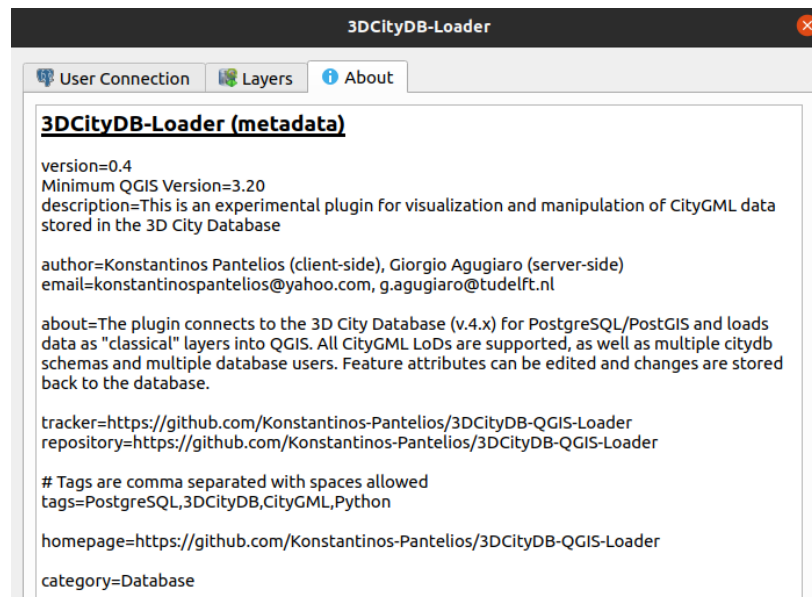 3DCityDB-Loader
User Connection
Layers
About
3DCityDB-Loader (metadata)
version=0.4
Minimum QGIS Version=3.20
description=This is an experimental plugin for visualization and manipulation of CityGML data
stored in the 3D City Database
author=Konstantinos Pantelios (client-side), Giorgio Agugiaro (server-side)
email=konstantinospantelios@yahoo.com, g.agugiaro@tudelft.nl
about=The plugin connects to the 3D City Database (v.4.x) for PostgreSQL/PostGIS and loads
data as "classical" layers into QGIS. All CityGML LoDs are supported, as well as multiple citydb
schemas and multiple database users. Feature attributes can be edited and changes are stored
back to the database.
tracker=https://github.com/Konstantinos-Pantelios/3DCityDB-QGIS-Loader
repository=https://github.com/Konstantinos-Pantelios/3DCityDB-QGIS-Loader
# Tags are comma separated with spaces allowed
tags=PostgreSQL,3DCityDB,CityGML,Python
homepage=https://github.com/Konstantinos-Pantelios/3DCityDB-QGIS-Loader
category=Database